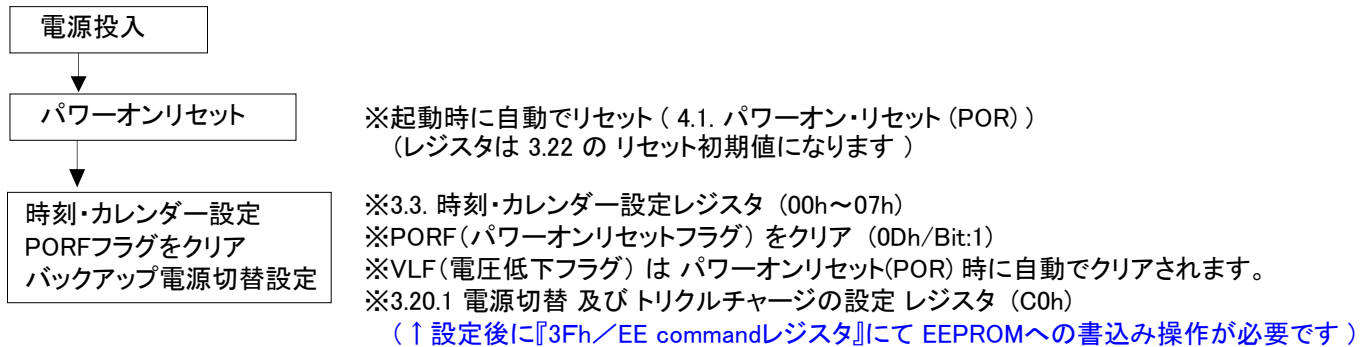 電源投入
パワーオンリセット
※起動時に自動でリセット ( 4.1. パワーオン・リセット (POR) )
(レジスタは 3.22 の リセット初期値になります )
時刻・カレンダー設定
PORFフラグをクリア
バックアップ電源切替設定
※3.3. 時刻・カレンダー設定レジスタ (00h～07h)
※PORF(パワーオンリセットフラグ) をクリア (0Dh/Bit:1)
※VLF(電圧低下フラグ) は パワーオンリセット(POR) 時に自動でクリアされます。
※3.20.1 電源切替 及び トリクルチャージの設定 レジスタ (C0h)
( ↑ 設定後に『3Fh／EE commandレジスタ』にて EEPROMへの書込み操作が必要です )